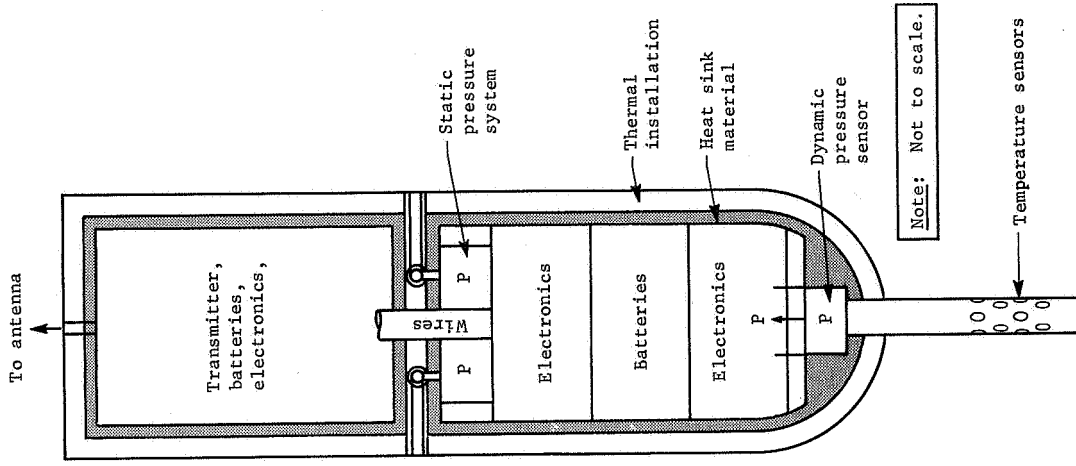 To antenna
Transmitter,
batteries,
electronics,
Static
pressure
system
P
Wires
P
Electronics
Thermal
installation
Batteries
Heat sink
material
Electronics
P
P
Dynamic
pressure
sensor
Note: Not to scale.
Temperature sensors